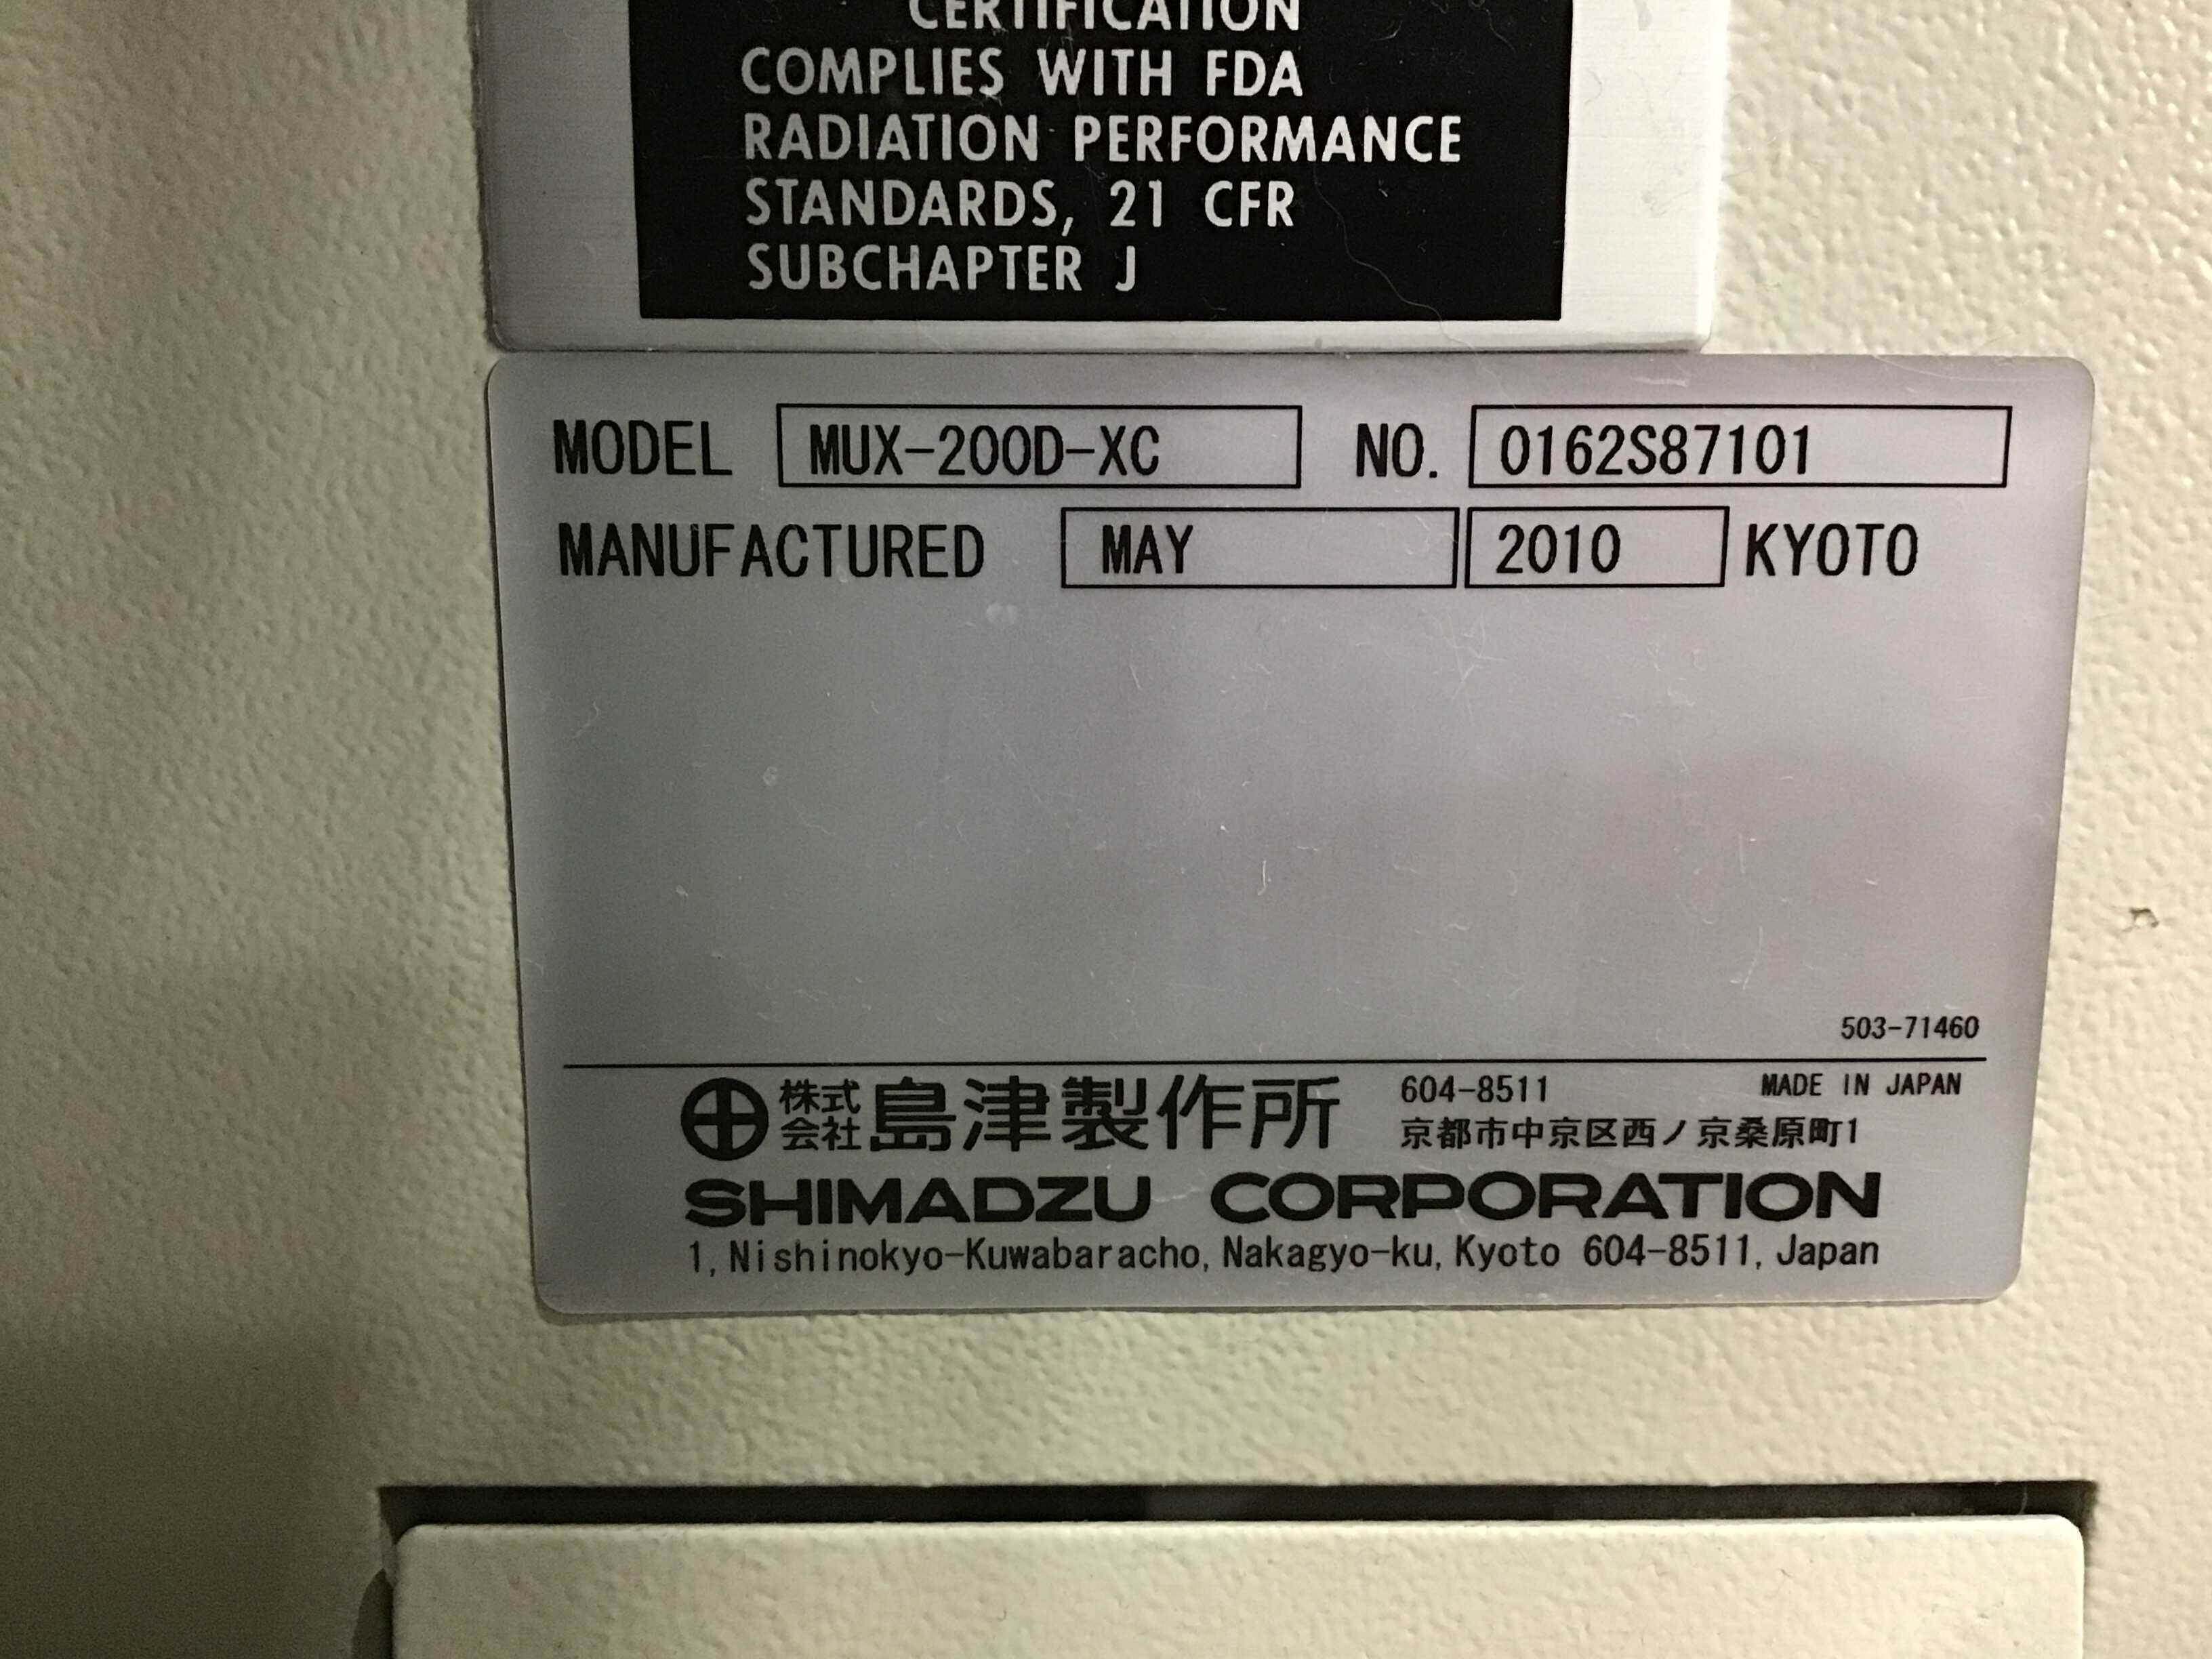 CERTIFICATION
COMPLIES WITH FDA
RADIATION PERFORMANCE
STANDARDS, 21 CFR
SUBCHAPTER J
MODEL MUX-200D-XC NO. 0162S87101
MANUFACTURED MAY 2010 KYOTO
503-71460
株式会社 島津製作所
604-8511 MADE IN JAPAN
京都市中京区西ノ京桑原町1
SHIMADZU CORPORATION
1, Nishinokyo-Kuwabaracho, Nakagyo-ku, Kyoto 604-8511, Japan